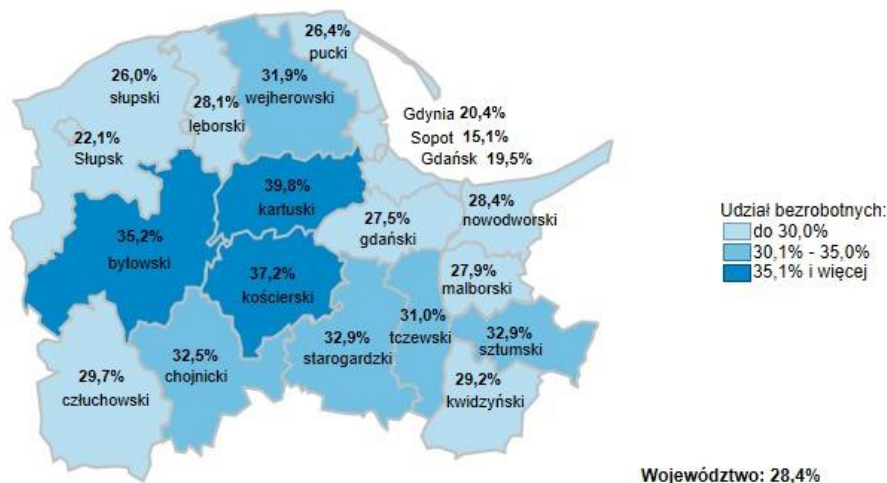 26,4%
pucki
26,0%
słupski
31,9%
wejherowski
28,1%
lęborski
Gdynia 20,4%
Sopot 15,1%
Gdańsk 19,5%
22,1%
Słupsk
39,8%
kartuski
28,4%
nowodworski
27,5%
gdański
35,2%
bytowski
37,2%
kościerski
27,9%
malborski
31,0%
tczewski
32,9%
sztumski
32,9%
starogardzki
32,5%
chojnicki
29,7%
człuchowski
29,2%
kwidzyński
Udział bezrobotnych:
do 30,0%
30,1% - 35,0%
35,1% i więcej
Województwo: 28,4%